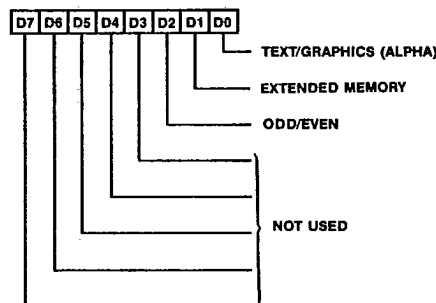 D7 D6 D5 D4 D3 D2 D1 D0
TEXT/GRAPHICS (ALPHA)
EXTENDED MEMORY
ODD/EVEN
NOT USED